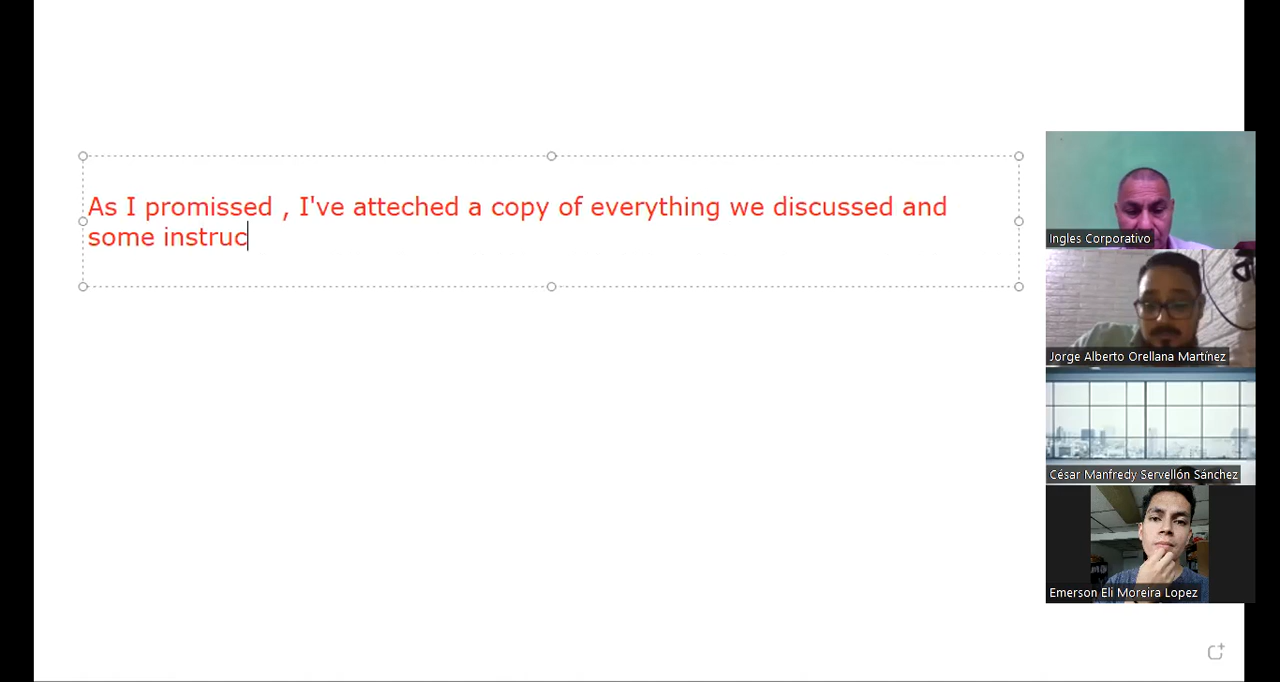 As I promissed , I've atteched a copy of everything we discussed and
some instruc
Ingles Corporativo
Jorge Alberto Orellana Martínez
César Manfredy Servellón Sánchez
Emerson Eli Moreira Lopez